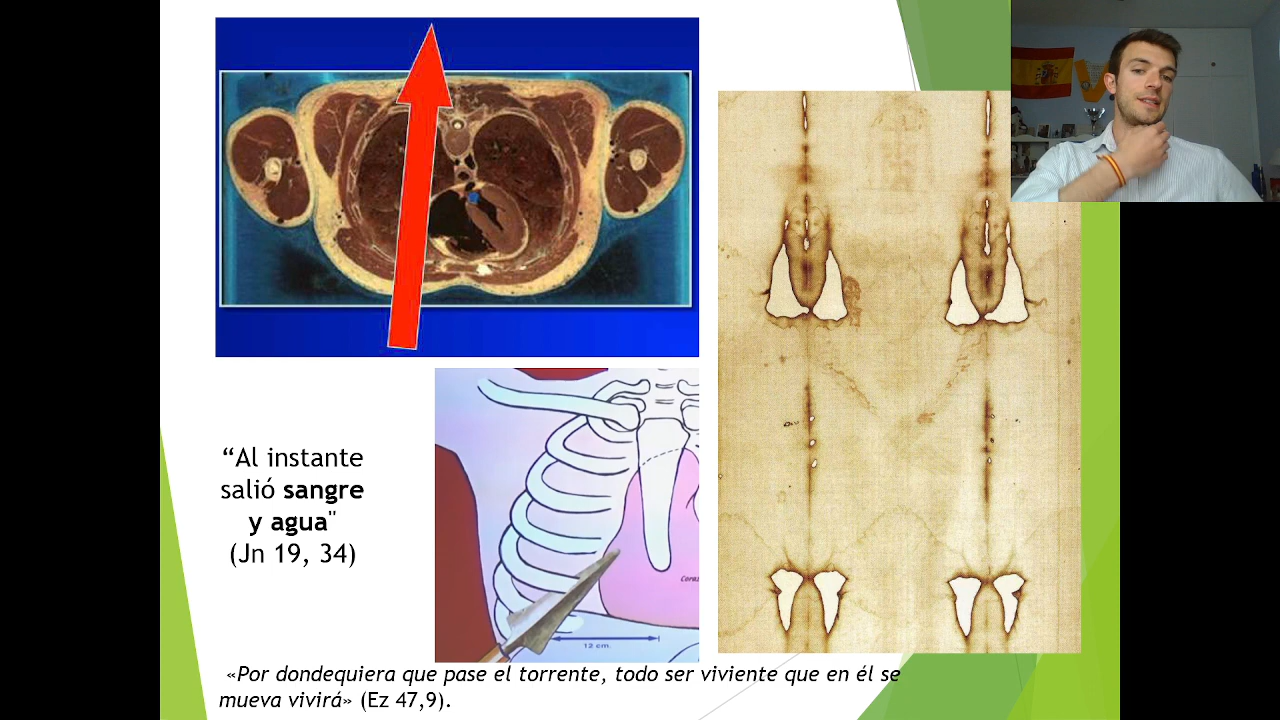 “Al instante
salió sangre
y agua"
(Jn 19, 34)
12 cm.
«Por dondequiera que pase el torrente, todo ser viviente que en él se
mueva vivirá» (Ez 47,9).